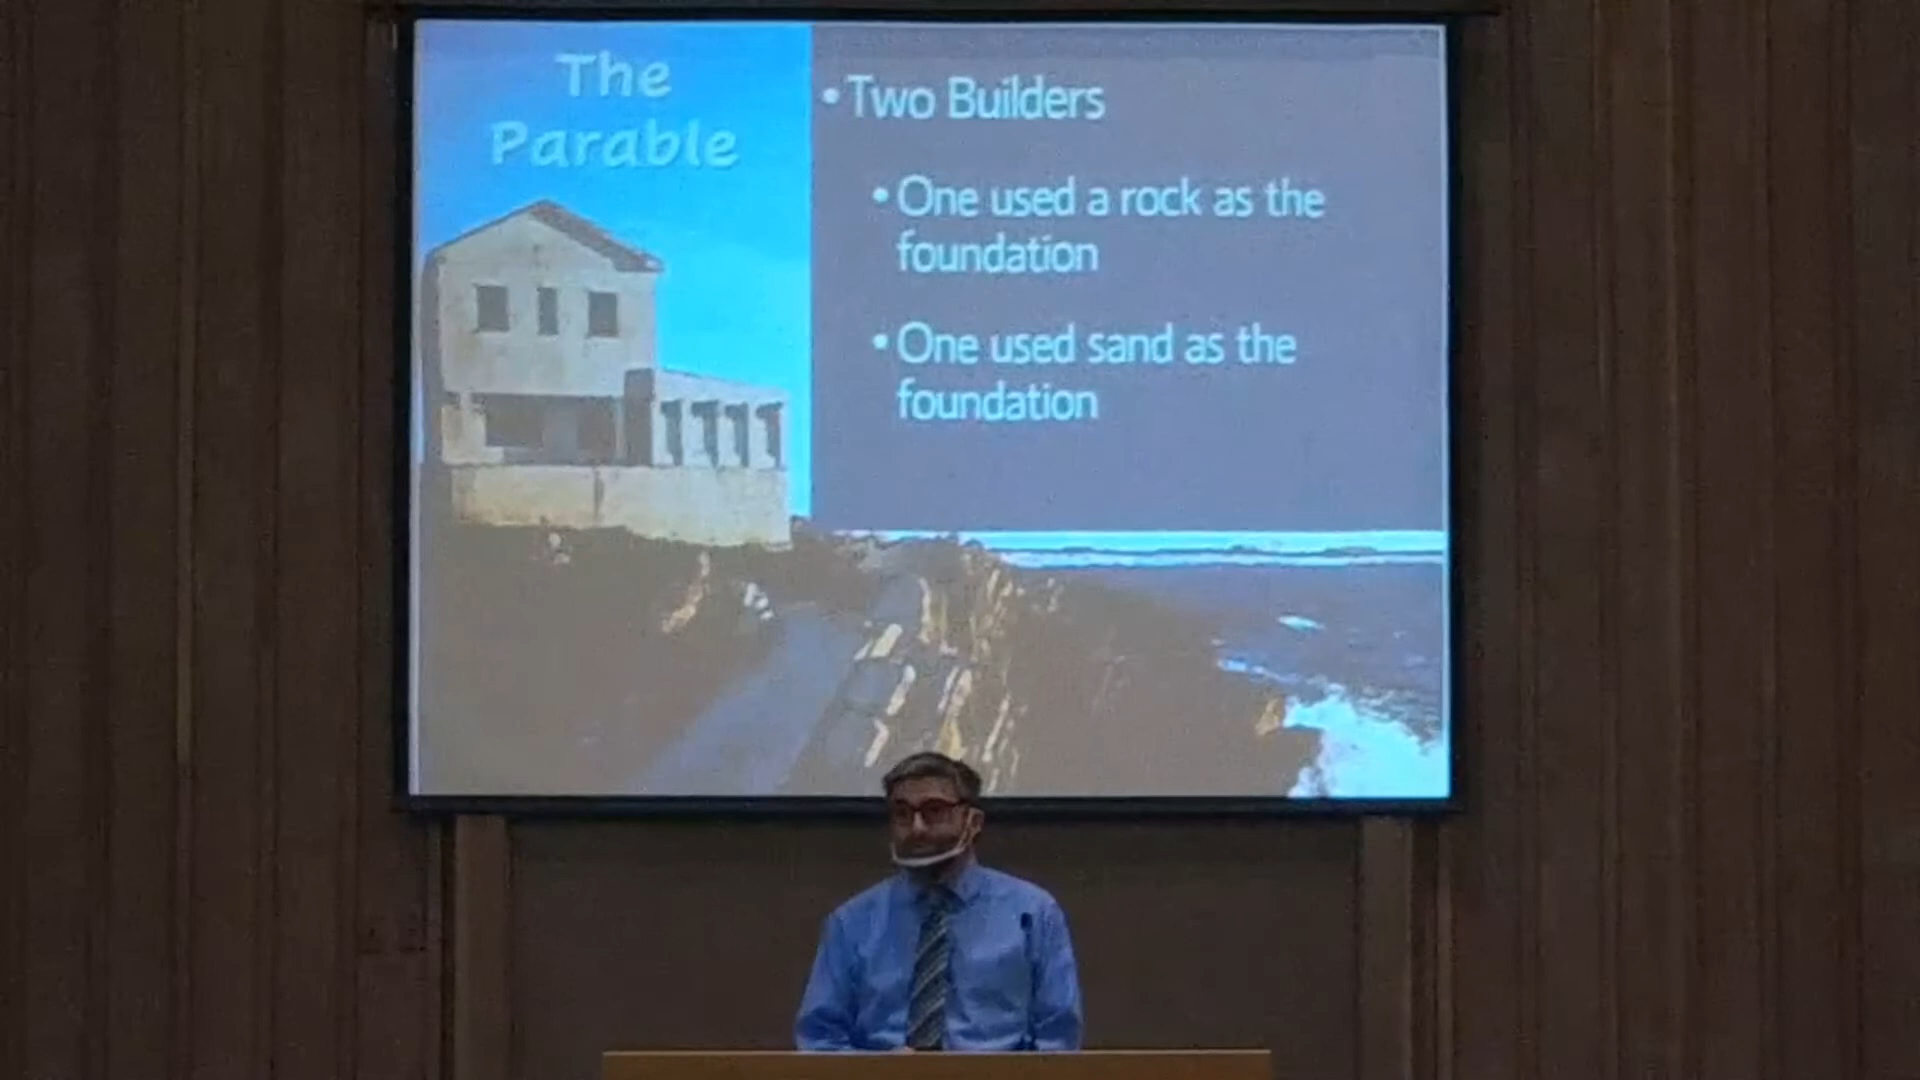 The
Parable
• Two Builders
• One used a rock as the
foundation
• One used sand as the
foundation